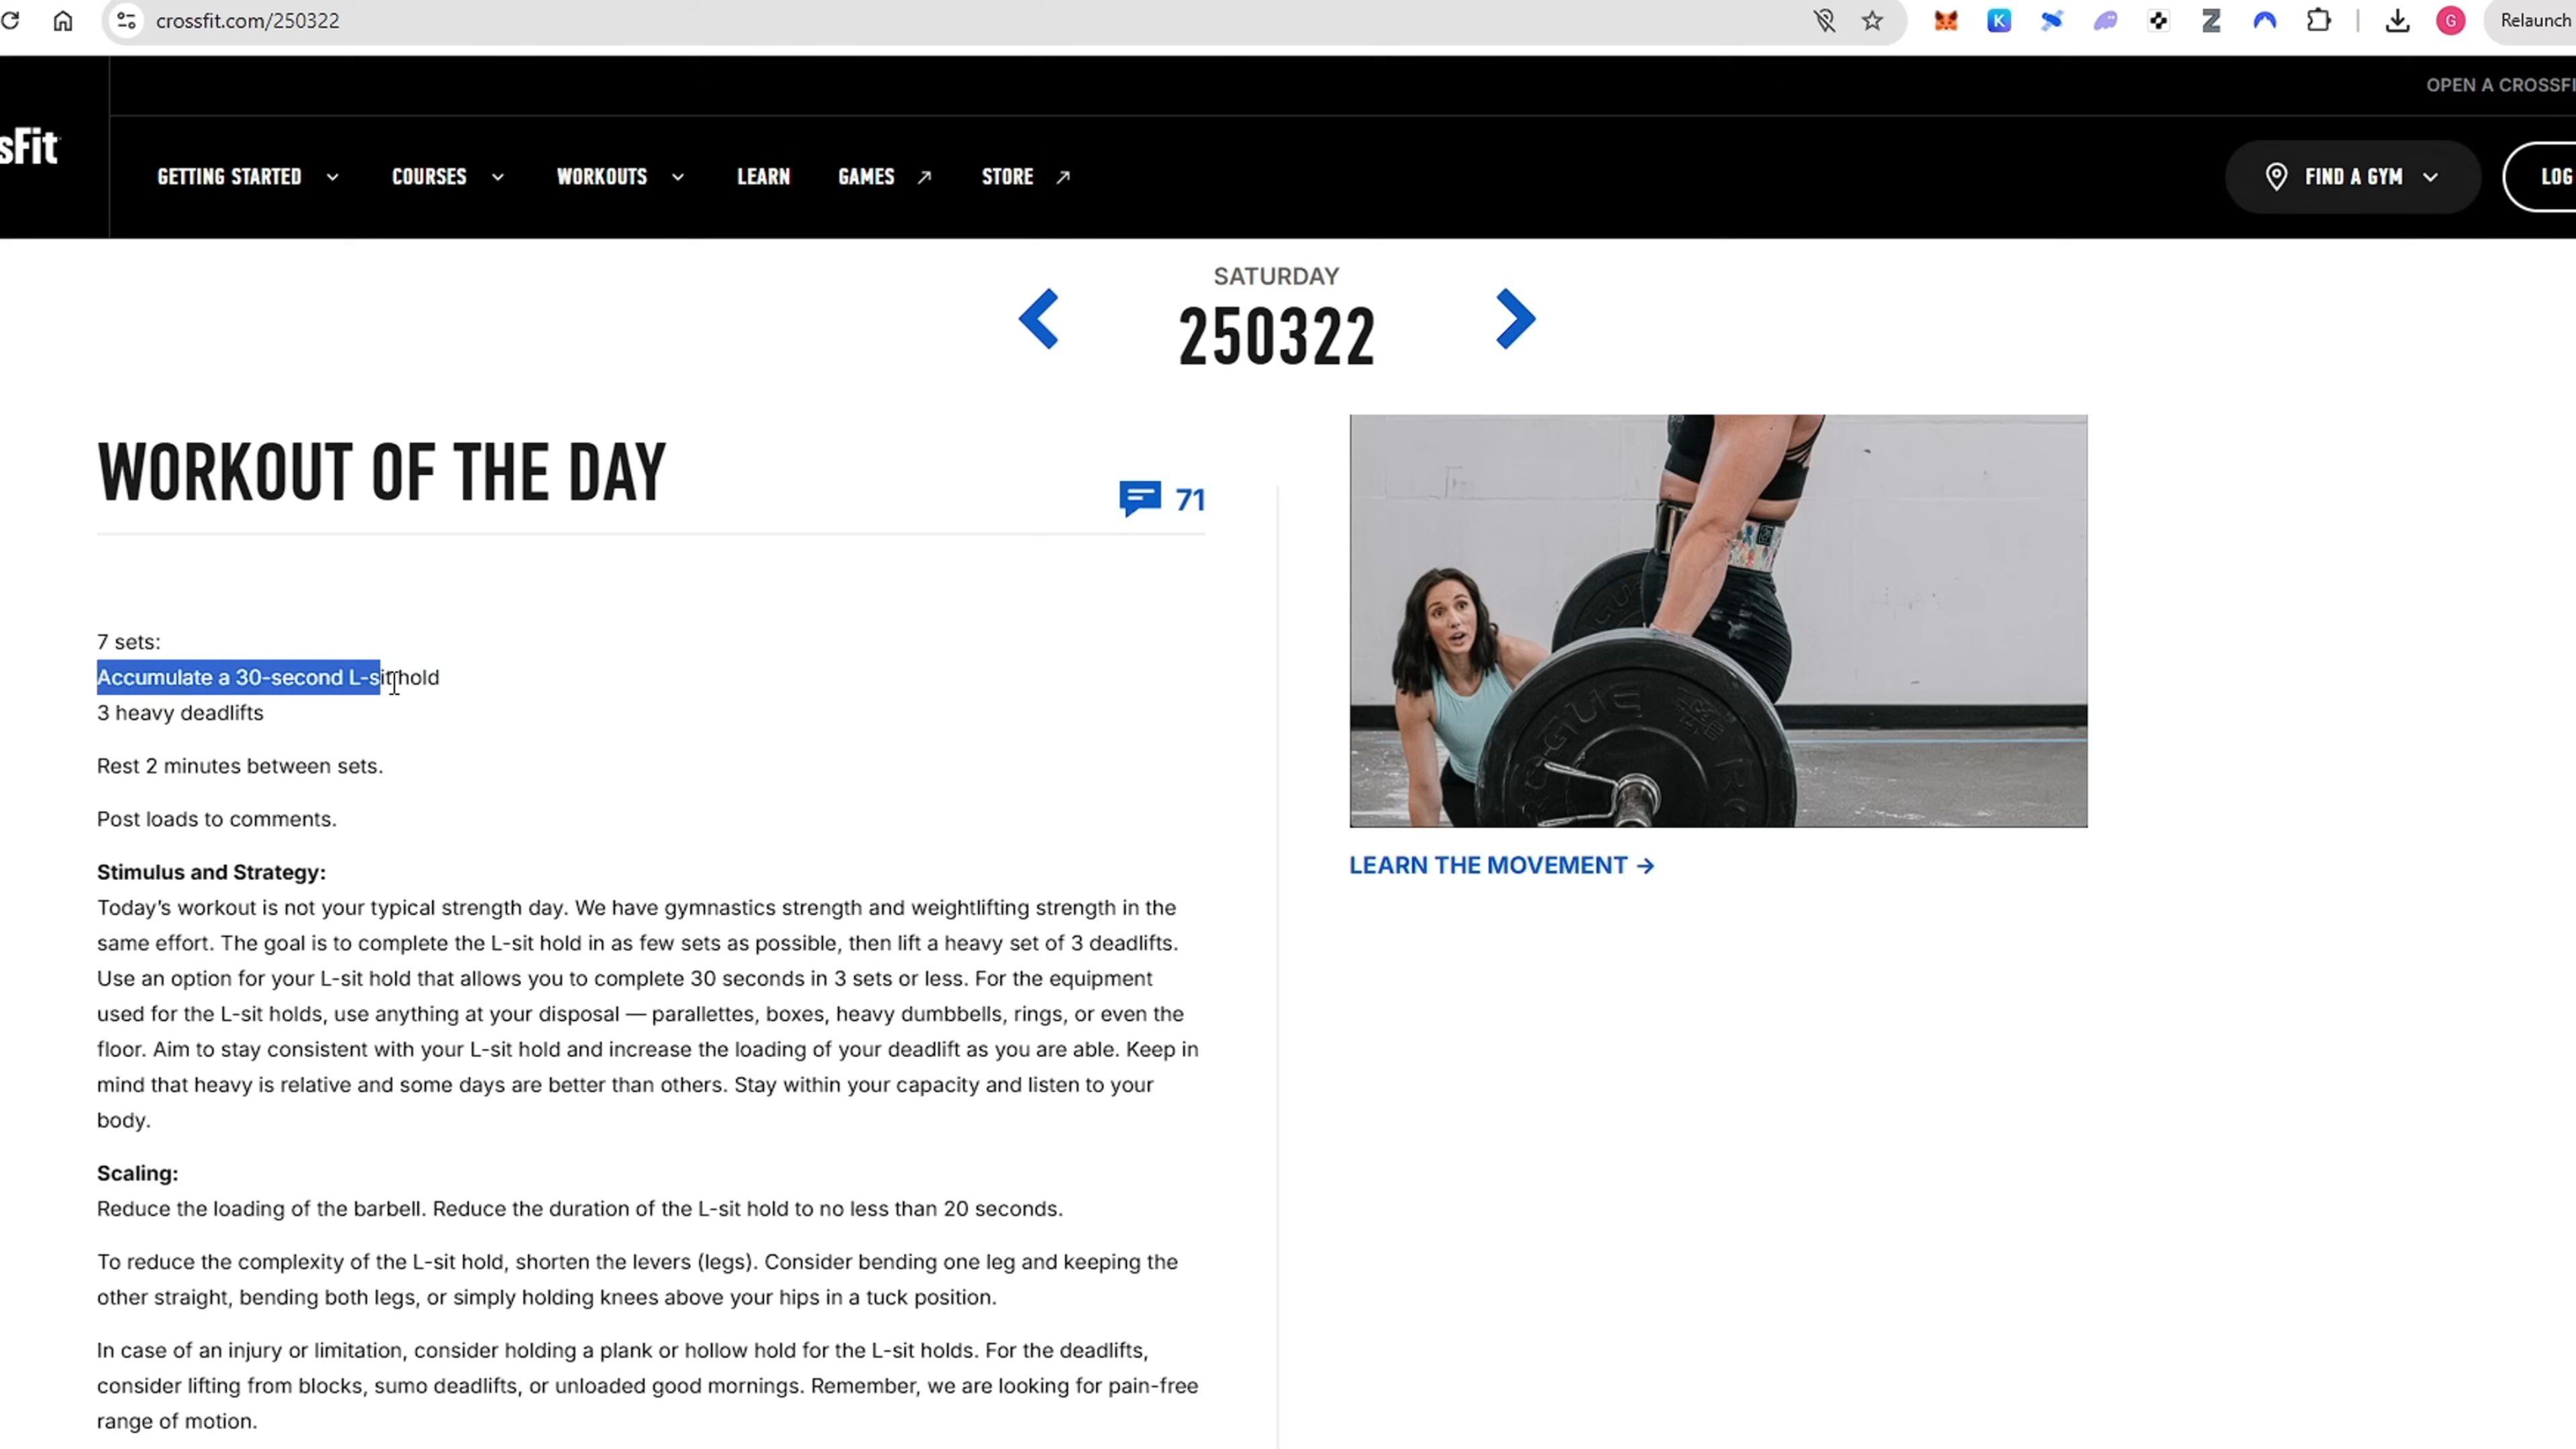 crossfit.com/250322
K
Z
G
Relaunch
OPEN A CROSSFI
sFit
GETTING STARTED
COURSES
WORKOUTS
LEARN
GAMES
STORE
FIND A GYM
LOG
SATURDAY
250322
WORKOUT OF THE DAY
71
7 sets:
Accumulate a 30-second L-sit hold
3 heavy deadlifts
Rest 2 minutes between sets.
Post loads to comments.
Stimulus and Strategy:
Today’s workout is not your typical strength day. We have gymnastics strength and weightlifting strength in the
same effort. The goal is to complete the L-sit hold in as few sets as possible, then lift a heavy set of 3 deadlifts.
Use an option for your L-sit hold that allows you to complete 30 seconds in 3 sets or less. For the equipment
used for the L-sit holds, use anything at your disposal — parallettes, boxes, heavy dumbbells, rings, or even the
floor. Aim to stay consistent with your L-sit hold and increase the loading of your deadlift as you are able. Keep in
mind that heavy is relative and some days are better than others. Stay within your capacity and listen to your
body.
Scaling:
Reduce the loading of the barbell. Reduce the duration of the L-sit hold to no less than 20 seconds.
To reduce the complexity of the L-sit hold, shorten the levers (legs). Consider bending one leg and keeping the
other straight, bending both legs, or simply holding knees above your hips in a tuck position.
In case of an injury or limitation, consider holding a plank or hollow hold for the L-sit holds. For the deadlifts,
consider lifting from blocks, sumo deadlifts, or unloaded good mornings. Remember, we are looking for pain-free
range of motion.
ROGUE
LEARN THE MOVEMENT →